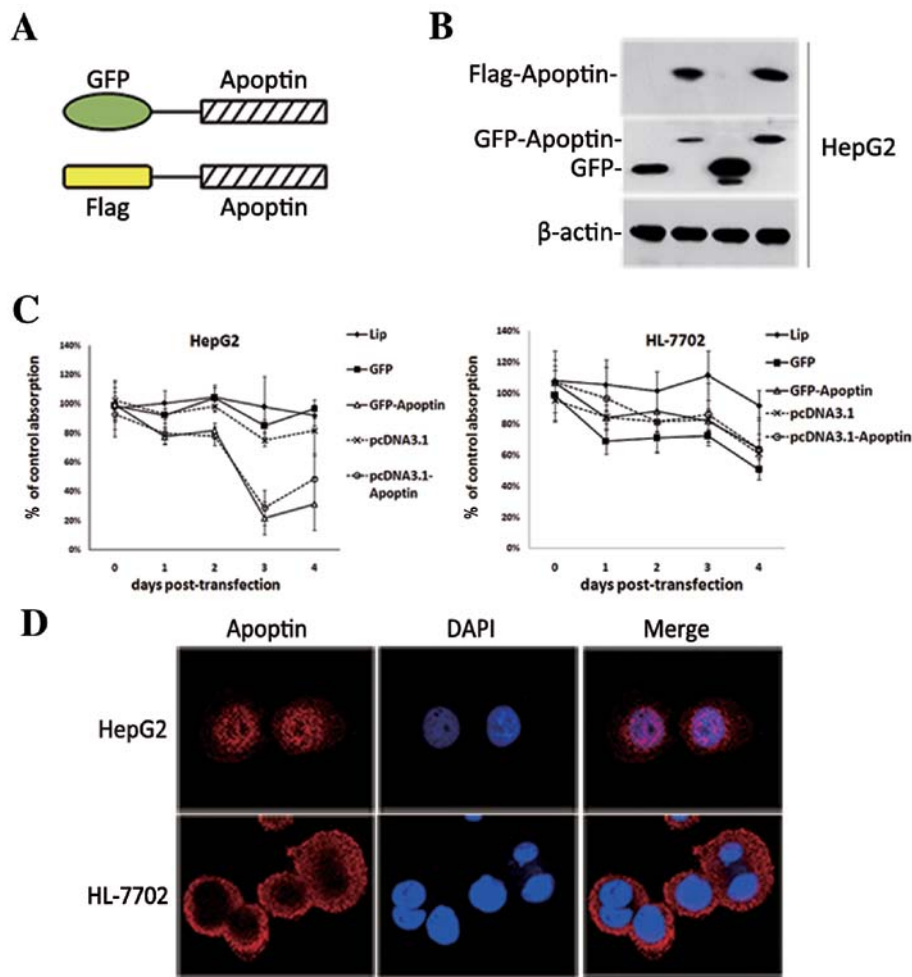 A
GFP
Apoptin
Flag
Apoptin
B
Flag-Apoptin-
GFP-Apoptin-
GFP-
β-actin-
HepG2
C
HepG2
% of control absorption
140%
120%
100%
80%
60%
40%
20%
0%
0 1 2 3 4
days post-transfection
Lip
GFP
GFP-Apoptin
pcDNA3.1
pcDNA3.1-
Apoptin
HL-7702
% of control absorption
140%
120%
100%
80%
60%
40%
20%
0%
0 1 2 3 4
days post-transfection
Lip
GFP
GFP-Apoptin
pcDNA3.1
pcDNA3.1-Apoptin
D
Apoptin DAPI Merge
HepG2
HL-7702